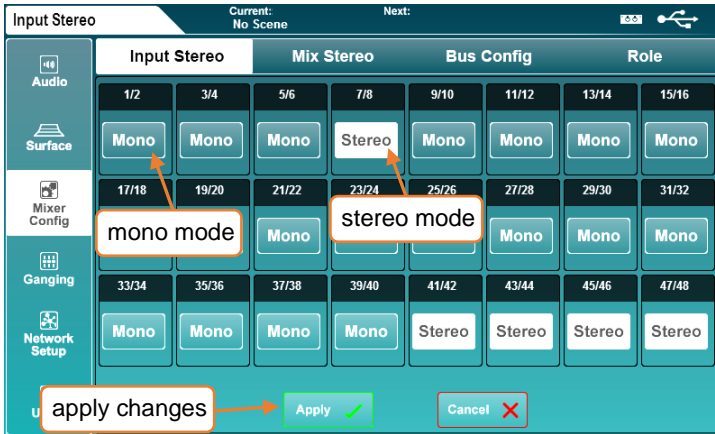 Input Stereo
Current:
No Scene
Next:
Audio
Surface
Mixer
Config
Ganging
Network
Setup
Input Stereo
Mix Stereo
Bus Config
Role
1/2 3/4 5/6 7/8 9/10 11/12 13/14 15/16
Mono Mono Mono Stereo Mono Mono Mono Mono
17/18 19/20 21/22 23/24 25/26 27/28 29/30 31/32
mono mode
stereo mode
Mono Mono Mono Mono
33/34 35/36 37/38 39/40 41/42 43/44 45/46 47/48
Mono Mono Mono Mono Stereo Stereo Stereo Stereo
apply changes
Apply
Cancel